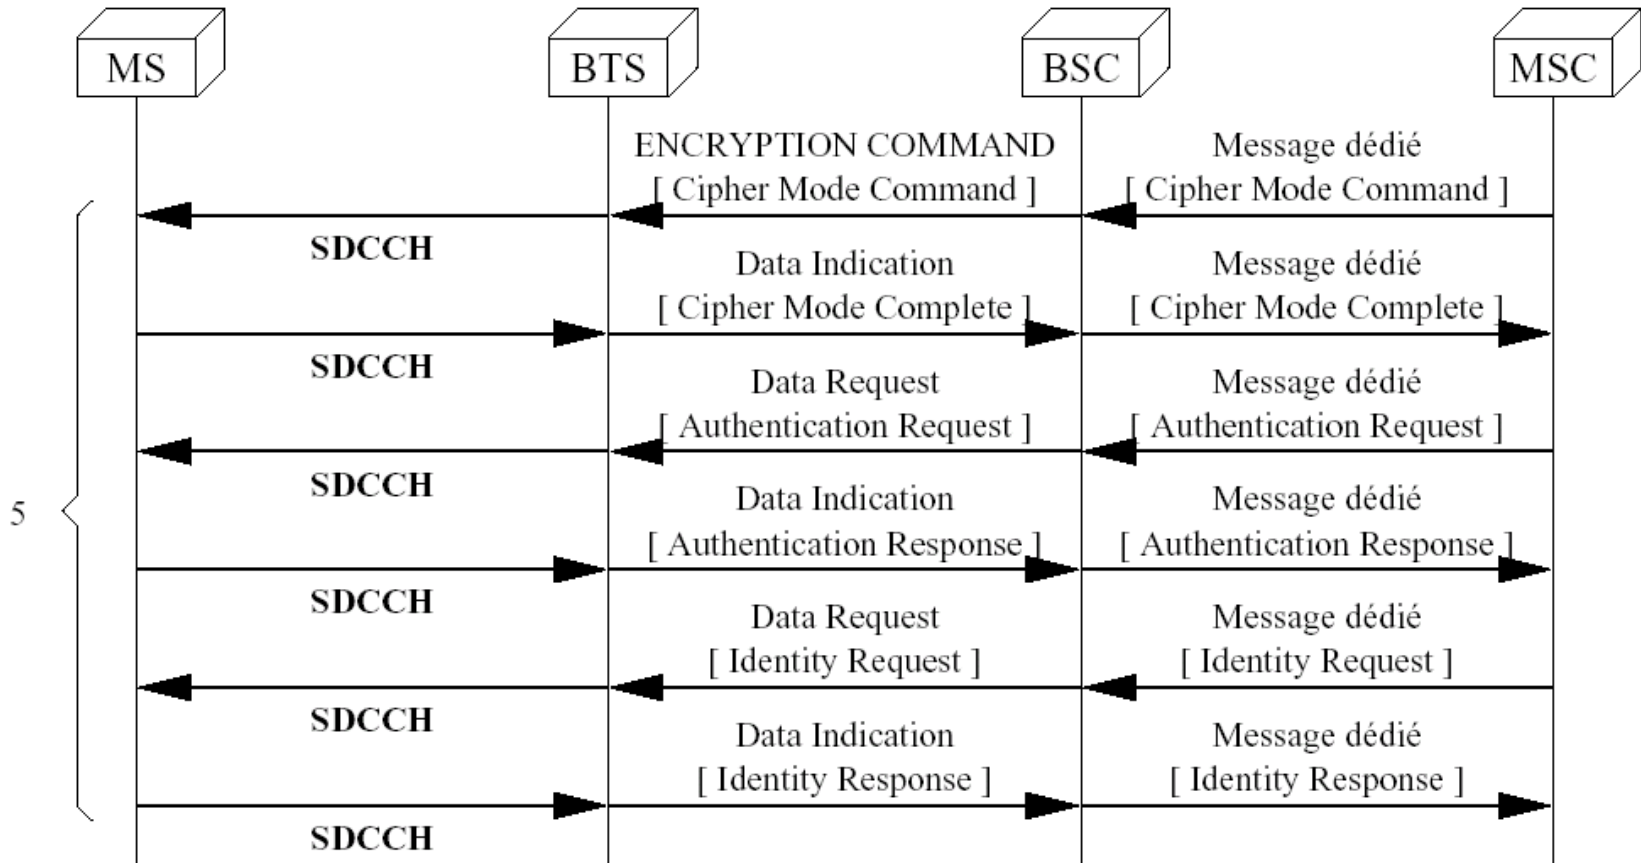 MS BTS BSC MSC
ENCRYPTION COMMAND Message dédié
[ Cipher Mode Command ] [ Cipher Mode Command ]
SDCCH
Data Indication Message dédié
[ Cipher Mode Complete ] [ Cipher Mode Complete ]
SDCCH
Data Request Message dédié
[ Authentication Request ] [ Authentication Request ]
SDCCH
5
Data Indication Message dédié
[ Authentication Response ] [ Authentication Response ]
SDCCH
Data Request Message dédié
[ Identity Request ] [ Identity Request ]
SDCCH
Data Indication Message dédié
[ Identity Response ] [ Identity Response ]
SDCCH